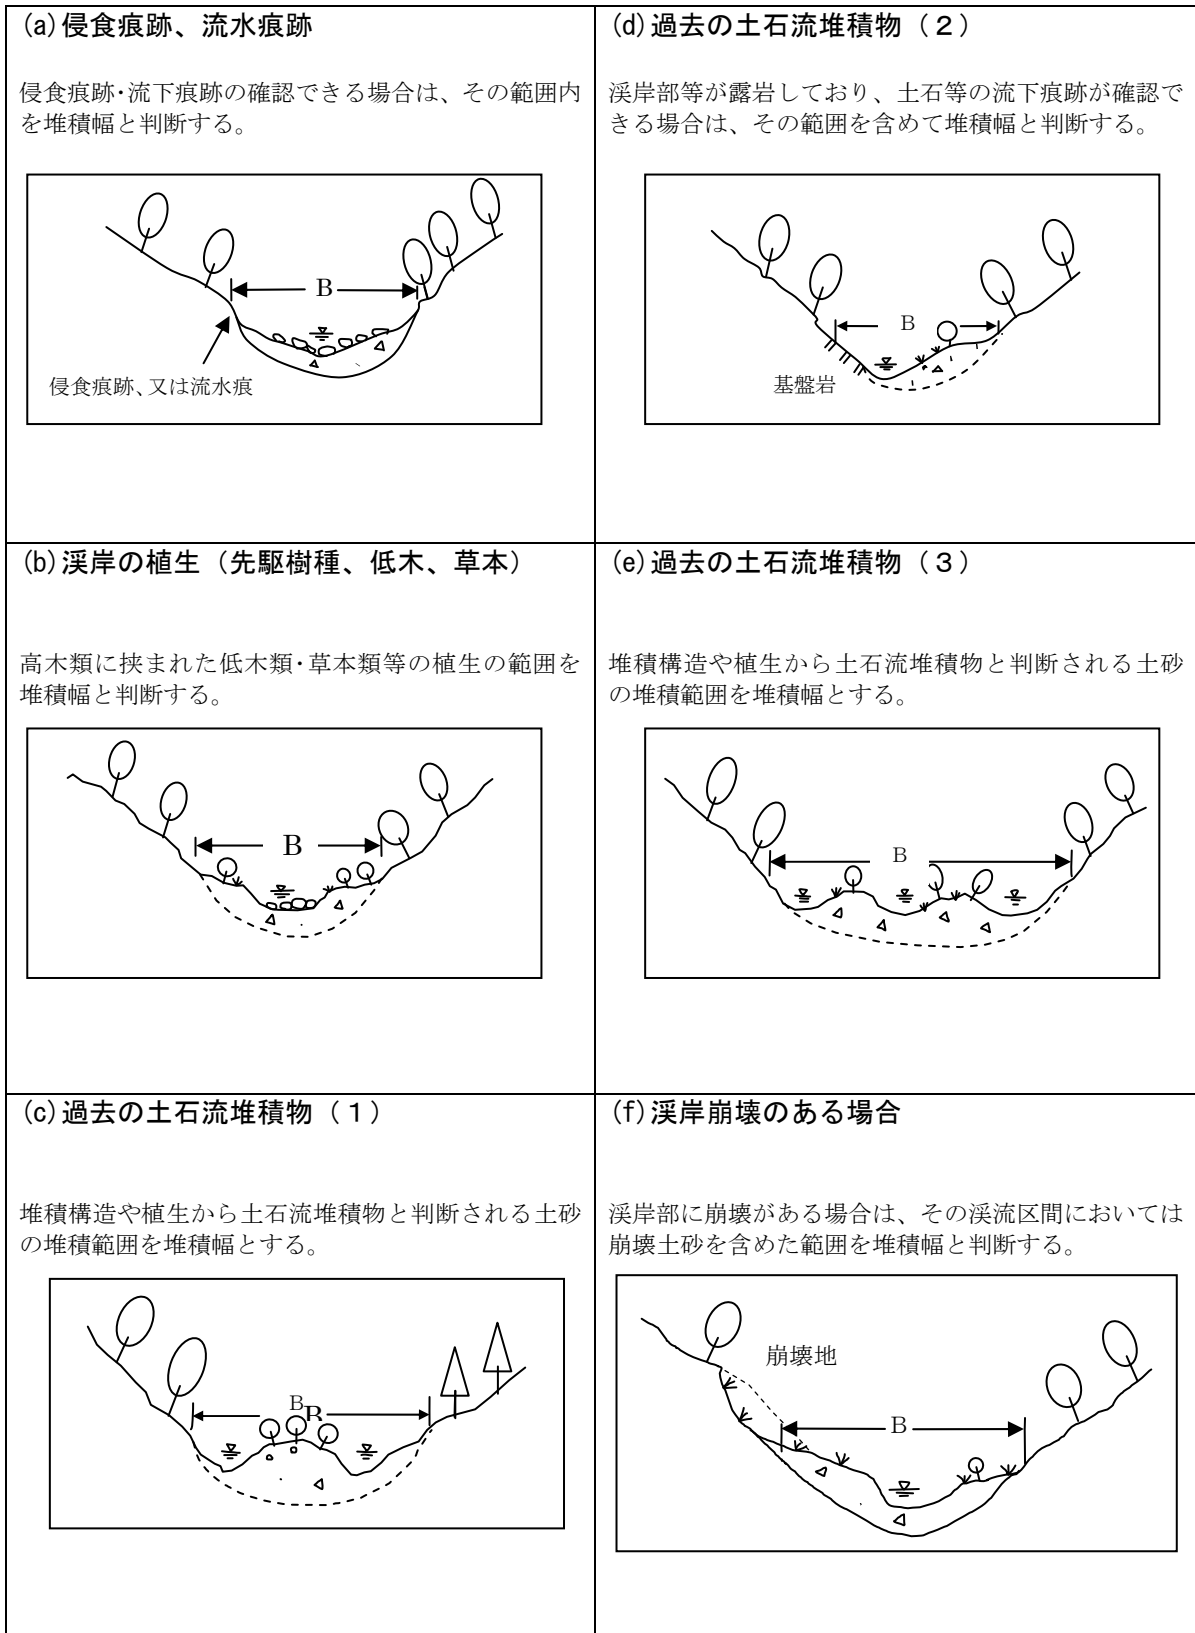 (a)侵食痕跡、流水痕跡
侵食痕跡･流下痕跡の確認できる場合は、その範囲内
を堆積幅と判断する。
B
侵食痕跡、又は流水痕
(b)渓岸の植生（先駆樹種、低木、草本）
高木類に挟まれた低木類･草本類等の植生の範囲を
堆積幅と判断する。
B
(c)過去の土石流堆積物（１）
堆積構造や植生から土石流堆積物と判断される土砂
の堆積範囲を堆積幅とする。
B
B
(d)過去の土石流堆積物（２）
渓岸部等が露岩しており、土石等の流下痕跡が確認で
きる場合は、その範囲を含めて堆積幅と判断する。
B
基盤岩
(e)過去の土石流堆積物（３）
堆積構造や植生から土石流堆積物と判断される土砂
の堆積範囲を堆積幅とする。
B
(f)渓岸崩壊のある場合
渓岸部に崩壊がある場合は、その渓流区間においては
崩壊土砂を含めた範囲を堆積幅と判断する。
崩壊地
B